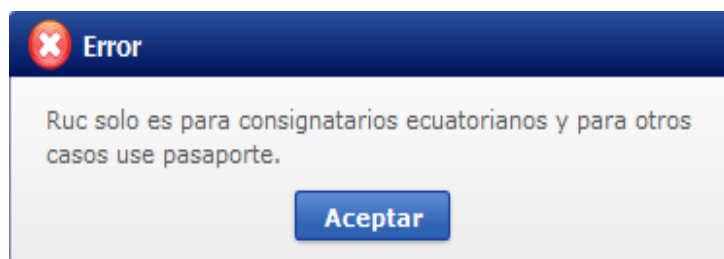 Error
Ruc solo es para consignatarios ecuatorianos y para otros
casos use pasaporte.
Aceptar